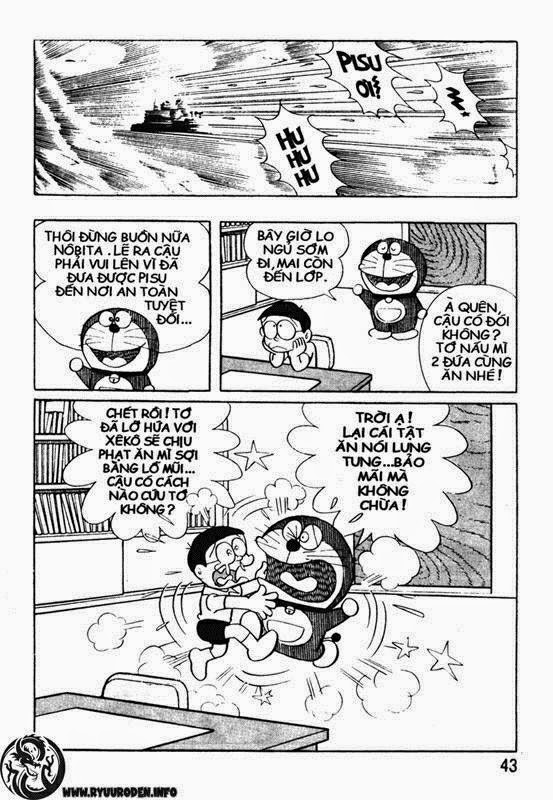 PISU
ƠI!
HU
HU
HU
THÔI ĐỪNG BUỒN NỮA
NÔBITA. LẼ RA CẬU
PHẢI VUI LÊN VÌ ĐÃ
ĐƯA ĐƯỢC PISU
ĐẾN NƠI AN TOÀN
TUYỆT
ĐỐI...
BÂY GIỜ LO
NGỦ SỚM
ĐI, MAI CÒN
ĐẾN LỚP.
À QUÊN,
CẬU CÓ ĐÓI
KHÔNG?
TỚ NẤU MÌ
2 ĐỨA CÙNG
ĂN NHÉ!
CHẾT RỒI! TỚ
ĐÃ LỠ HỨA VỚI
XÊKÔ SẼ CHỊU
PHẠT ĂN MÌ SỢI
BẰNG LỖ MŨI...
CẬU CÓ CÁCH
NÀO CỨU TỚ
KHÔNG?
TRỜI Ạ!
LẠI CÁI TẬT
ĂN NÓI LUNG
TUNG...BẢO
MÃI MÀ
KHÔNG
CHỪA!
43
WWW.RYUURODEN.INFO